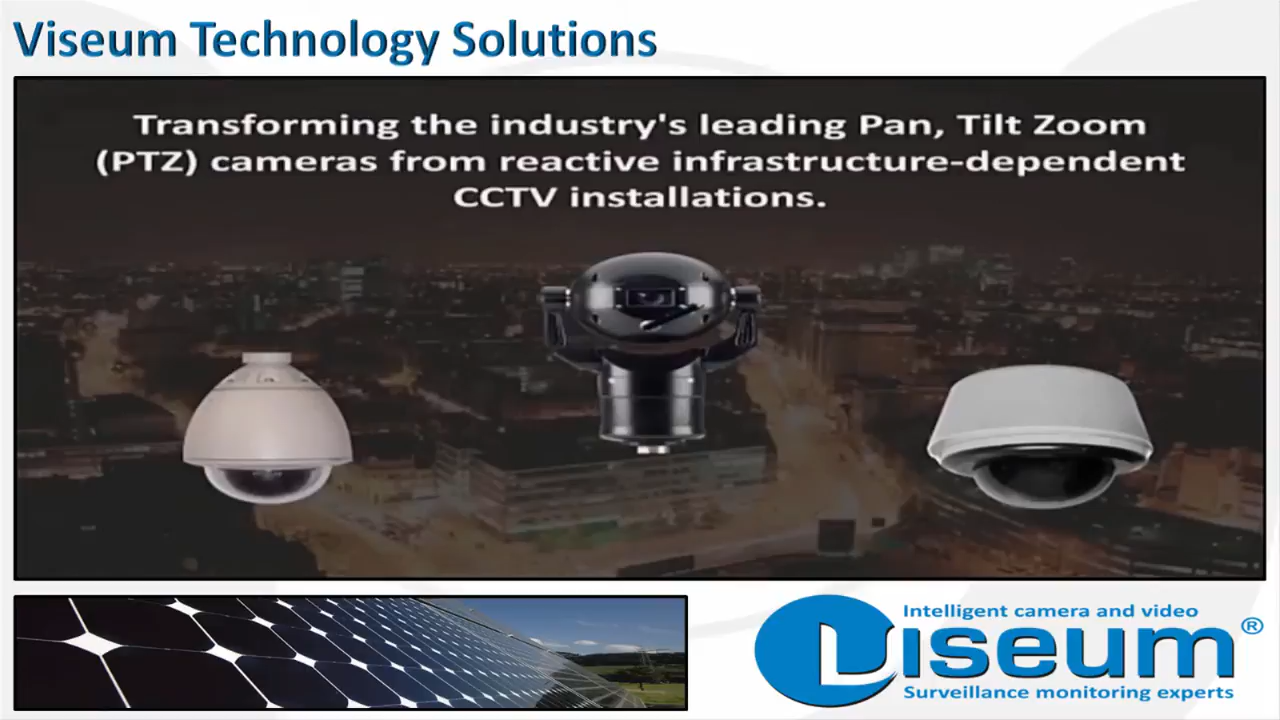 Viseum Technology Solutions
Transforming the industry's leading Pan, Tilt Zoom
(PTZ) cameras from reactive infrastructure-dependent
CCTV installations.
Intelligent camera and video
Viseum®
Surveillance monitoring experts